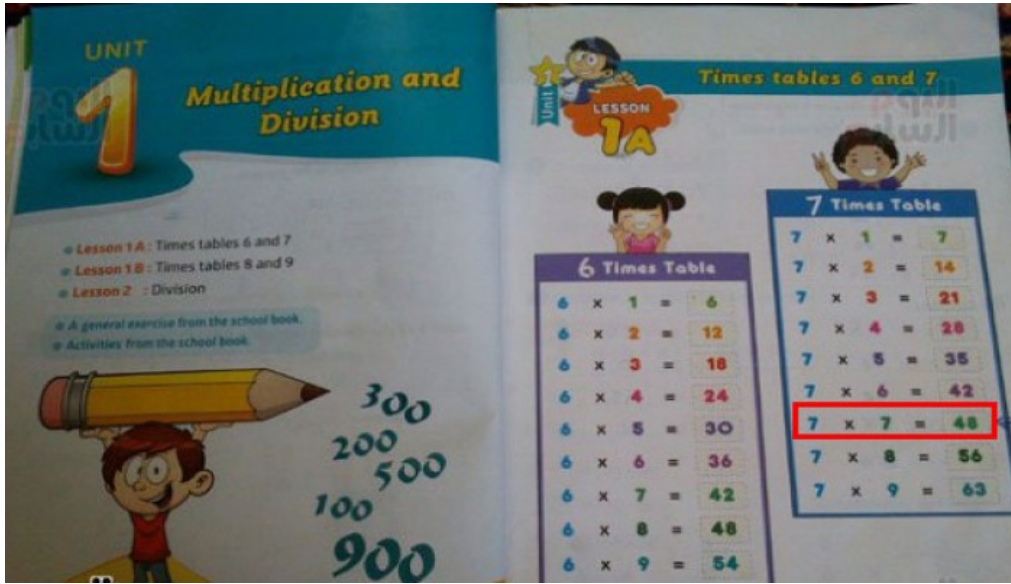 UNIT
1
Multiplication and
Division
Lesson 1A : Times tables 6 and 7
Lesson 1B : Times tables 8 and 9
Lesson 2 : Division
A general exercise from the school book.
Activities from the school book.
300
200
500
100
900
1
Unit
LESSON
1A
Times tables 6 and 7
اليوم السابع
6 Times Table
6 × 1 = 6
6 × 2 = 12
6 × 3 = 18
6 × 4 = 24
6 × 5 = 30
6 × 6 = 36
6 × 7 = 42
6 × 8 = 48
6 × 9 = 54
7 Times Table
7 × 1 = 7
7 × 2 = 14
7 × 3 = 21
7 × 4 = 28
7 × 5 = 35
7 × 6 = 42
7 × 7 = 48
7 × 8 = 56
7 × 9 = 63